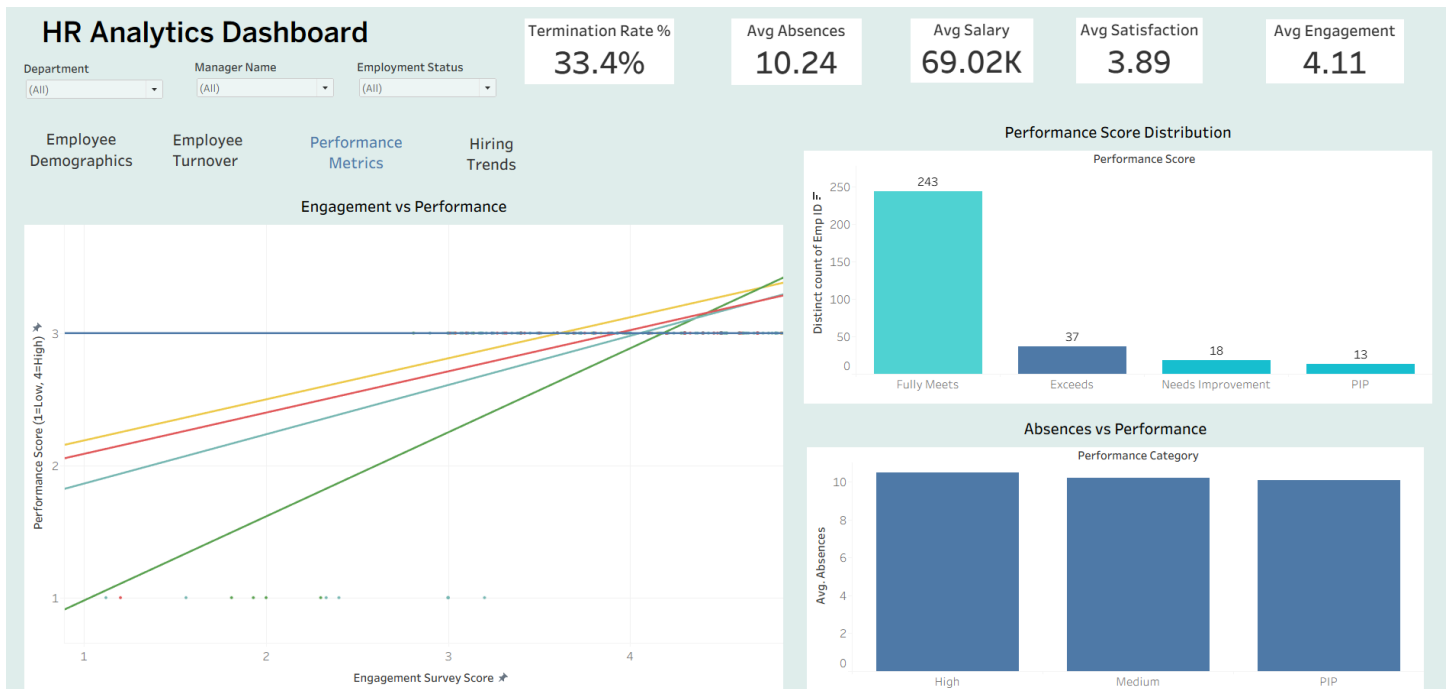 HR Analytics Dashboard
Termination Rate %
33.4%
Avg Absences
10.24
Avg Salary
69.02K
Avg Satisfaction
3.89
Avg Engagement
4.11
Department
(All)
Manager Name
(All)
Employment Status
(All)
Employee
Demographics
Employee
Turnover
Performance
Metrics
Hiring
Trends
Engagement vs Performance
Performance Score (1=Low, 4=High)
3
2
1
1
2
3
4
Engagement Survey Score
Performance Score Distribution
Performance Score
Distinct count of Emp ID
250
200
150
100
50
0
243
37
18
13
Fully Meets
Exceeds
Needs Improvement
PIP
Absences vs Performance
Performance Category
Avg. Absences
10
8
6
4
2
0
High
Medium
PIP